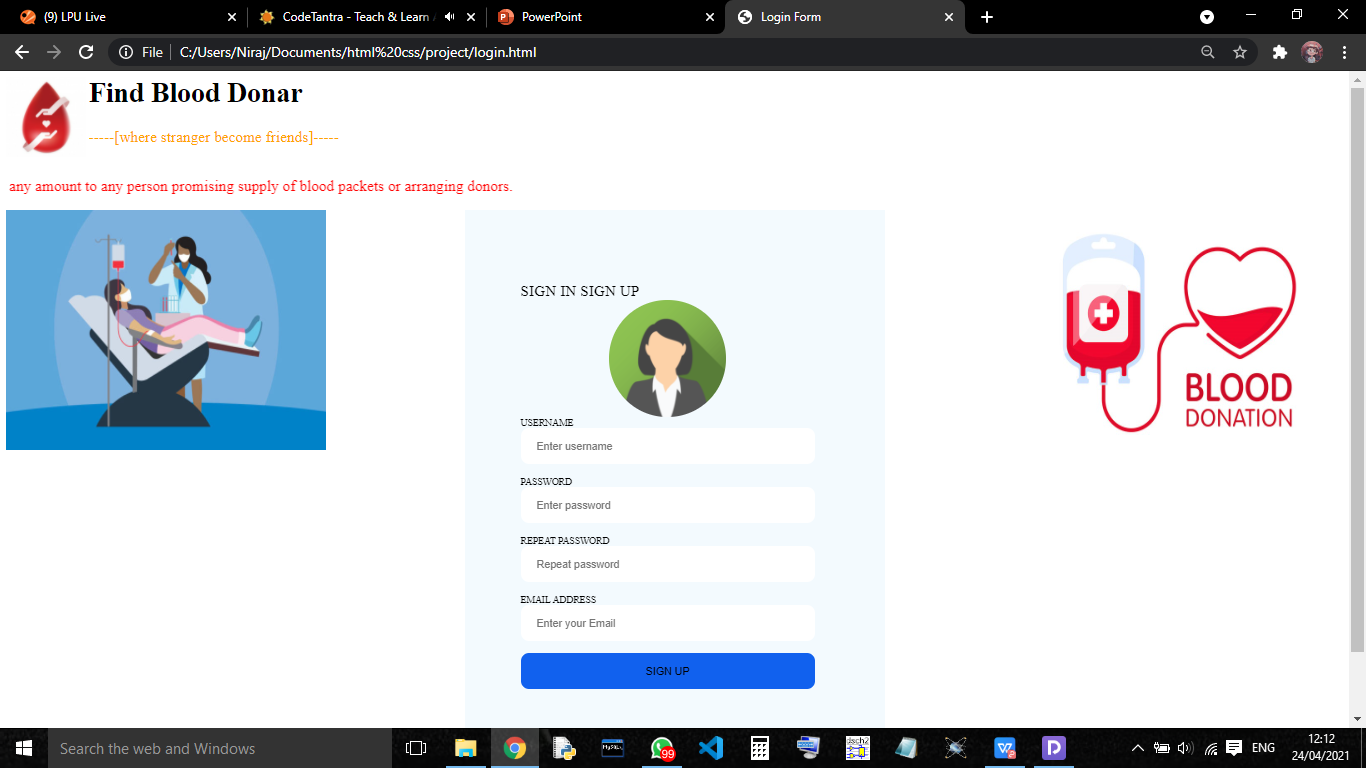 (9) LPU Live
CodeTantra - Teach & Learn
PowerPoint
Login Form
File
C:/Users/Niraj/Documents/html%20css/project/login.html
Find Blood Donar
-----[where stranger become friends]-----
any amount to any person promising supply of blood packets or arranging donors.
SIGN IN SIGN UP
USERNAME
Enter username
PASSWORD
Enter password
REPEAT PASSWORD
Repeat password
EMAIL ADDRESS
Enter your Email
SIGN UP
BLOOD
DONATION
Search the web and Windows
MySQL
99
dsch2
ENG
12:12
24/04/2021